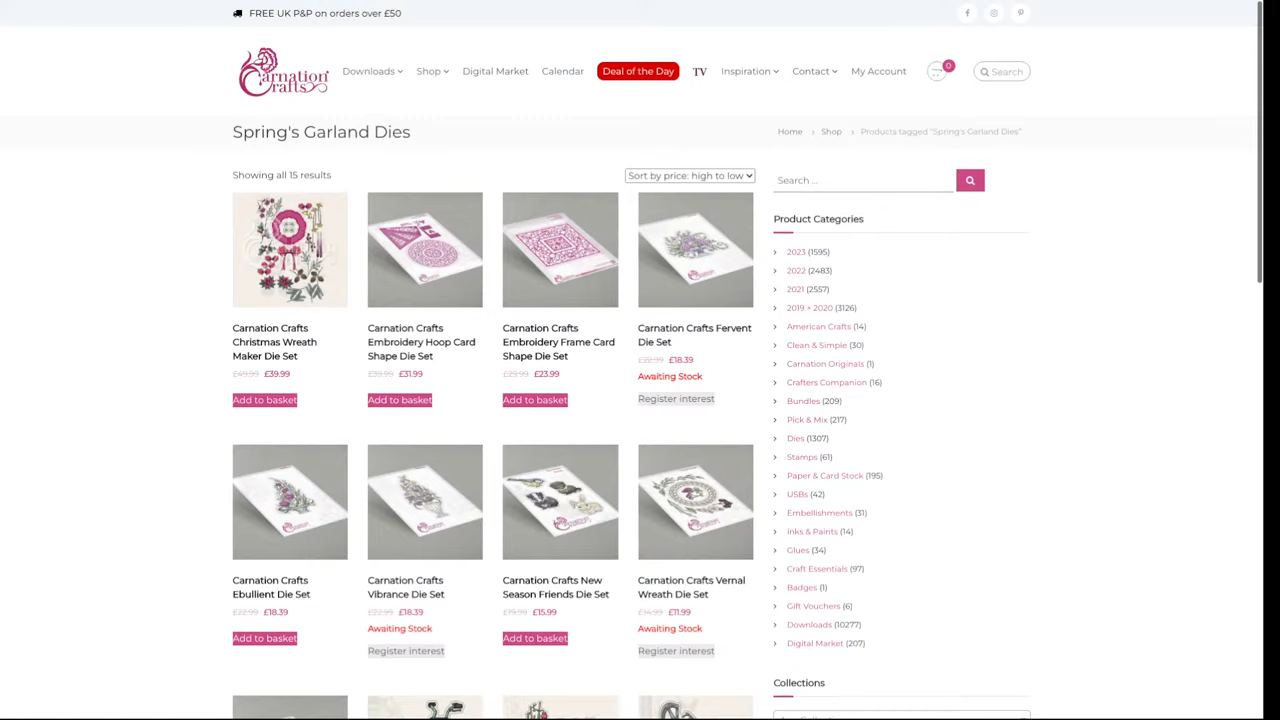 FREE UK P&P on orders over £50
Carnation Crafts
Downloads
Shop
Digital Market
Calendar
Deal of the Day
TV
Inspiration
Contact
My Account
0
Search
Spring's Garland Dies
Home > Shop > Products tagged "Spring's Garland Dies"
Showing all 15 results
Sort by price: high to low
Carnation Crafts
Christmas Wreath
Maker Die Set
£49.99 £39.99
Add to basket
Carnation Crafts
Embroidery Hoop Card
Shape Die Set
£39.99 £31.99
Add to basket
Carnation Crafts
Embroidery Frame Card
Shape Die Set
£29.99 £23.99
Add to basket
Carnation Crafts Fervent
Die Set
£22.99 £18.39
Awaiting Stock
Register interest
Carnation Crafts
Ebullient Die Set
£22.99 £18.39
Add to basket
Carnation Crafts
Vibrance Die Set
£22.99 £18.39
Awaiting Stock
Register interest
Carnation Crafts New
Season Friends Die Set
£19.99 £15.99
Add to basket
Carnation Crafts Vernal
Wreath Die Set
£14.99 £11.99
Awaiting Stock
Register interest
Search ...
Product Categories
2023 (1595)
2022 (2483)
2021 (2557)
2019 + 2020 (3126)
American Crafts (14)
Clean & Simple (30)
Carnation Originals (1)
Crafters Companion (16)
Bundles (209)
Pick & Mix (217)
Dies (1307)
Stamps (61)
Paper & Card Stock (195)
USBs (42)
Embellishments (31)
Inks & Paints (14)
Glues (34)
Craft Essentials (97)
Badges (1)
Gift Vouchers (6)
Downloads (10277)
Digital Market (207)
Collections